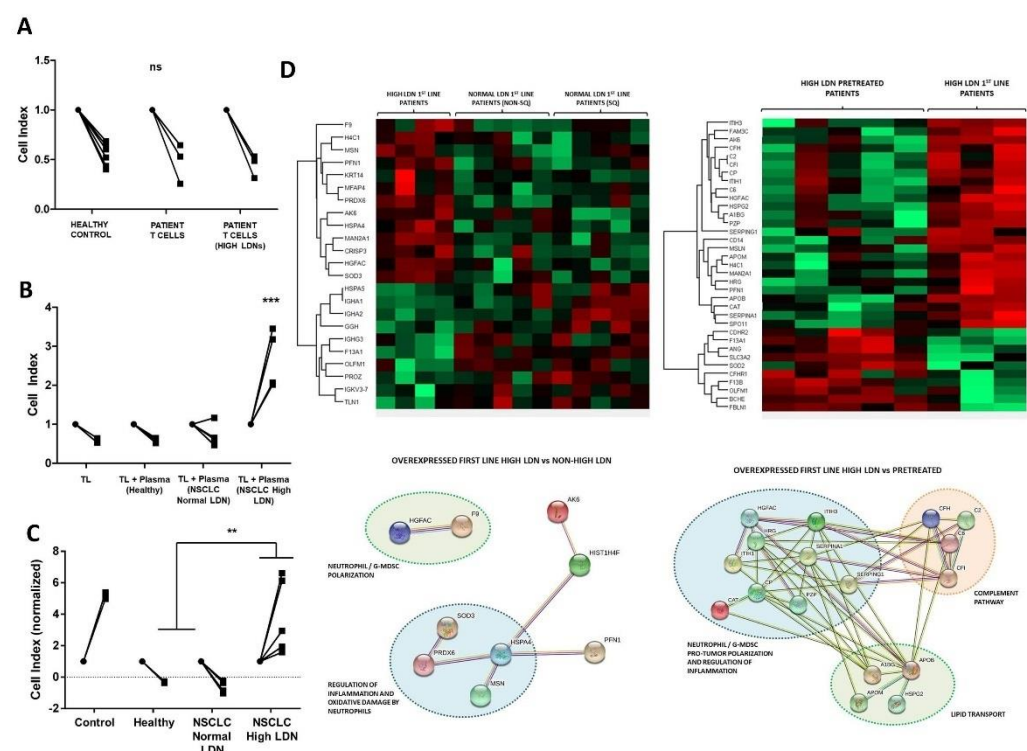 A
1.5
1.0
0.5
0.0
Cell Index
ns
HEALTHY
CONTROL
PATIENT
T CELLS
PATIENT
T CELLS
(HIGH LDNs)
B
4
3
2
1
0
Cell Index
***
TL
TL + Plasma
(Healthy)
TL + Plasma
(NSCLC
Normal LDN)
TL + Plasma
(NSCLC High
LDN)
C
8
6
4
2
0
-2
Cell Index (normalized)
**
Control
Healthy
NSCLC
Normal
LDN
NSCLC
High LDN
D
HIGH LDN 1ST LINE
PATIENTS
NORMAL LDN 1ST LINE
PATIENTS (NON-SQ)
NORMAL LDN 1ST LINE
PATIENTS (SQ)
F9
H4C1
MSN
PFN1
KRT14
MFAP4
PRDX6
AK6
HSPA4
MAN2A1
CRISP3
HGFAC
SOD3
HSPA5
IGHA1
IGHA2
GGH
IGHG3
F13A1
OLFM1
PROZ
IGKV3-7
TLN1
HIGH LDN PRETREATED
PATIENTS
HIGH LDN 1ST LINE
PATIENTS
ITIH3
FAM3C
AK6
CFH
C2
CFI
CP
ITIH1
C6
HGFAC
HSPG2
A1BG
PZP
SERPING1
CD14
MSLN
APOM
H4C1
MAN2A1
HRG
PFN1
APOB
CAT
SERPINA1
SPO11
CDHR2
F13A1
ANG
SLC3A2
SOD2
CFHR1
F13B
OLFM1
BCHE
FBLN1
OVEREXPRESSED FIRST LINE HIGH LDN vs NON-HIGH LDN
HGFAC
F9
NEUTROPHIL / G-MDSC
POLARIZATION
AK6
HIST1H4F
SOD3
PRDX6
HSPA4
MSN
PFN1
REGULATION OF
INFLAMMATION AND
OXIDATIVE DAMAGE BY
NEUTROPHILS
OVEREXPRESSED FIRST LINE HIGH LDN vs PRETREATED
HGFAC
ITIH3
HRG
SERPINA1
ITIH1
SERPING1
CP
PZP
CAT
CFH
C2
C6
CFI
COMPLEMENT
PATHWAY
NEUTROPHIL / G-MDSC
PRO-TUMOR POLARIZATION
AND REGULATION OF
INFLAMMATION
A1BG
APOB
APOM
HSPG2
LIPID TRANSPORT